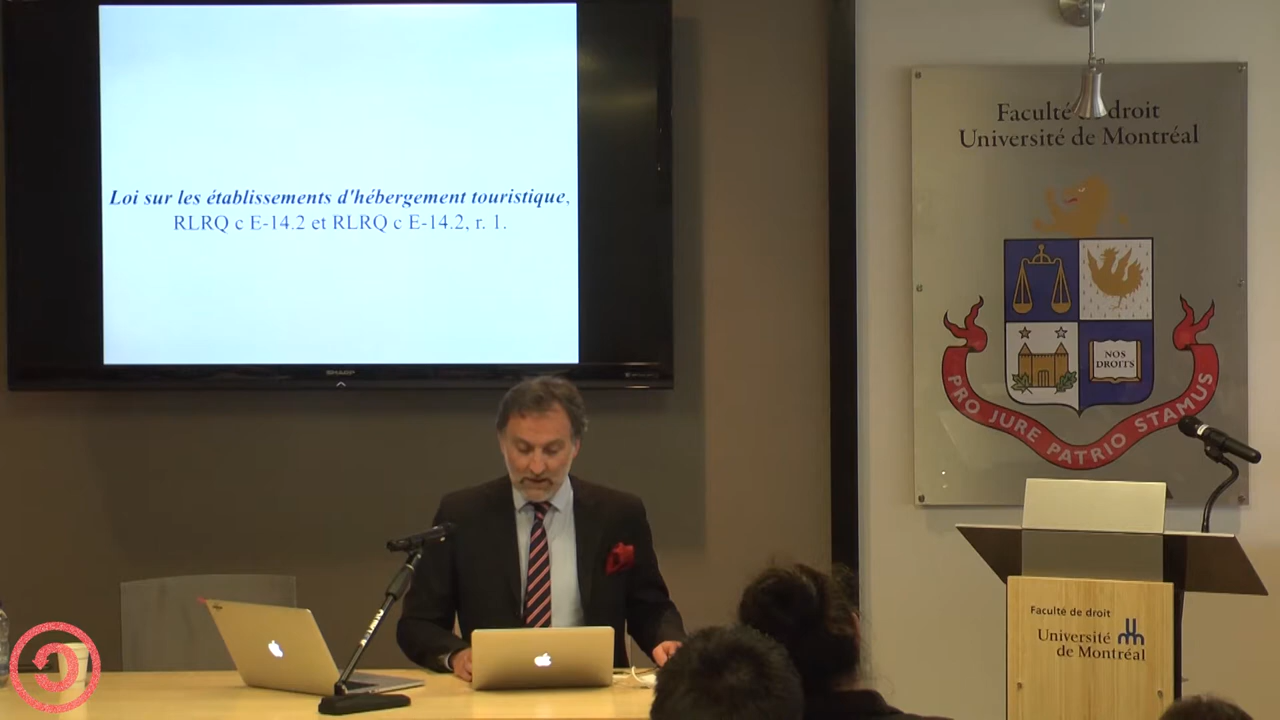 Loi sur les établissements d'hébergement touristique,
RLRQ c E-14.2 et RLRQ c E-14.2, r. 1.
SHARP
Faculté de droit
Université de Montréal
NOS
DROITS
PRO JURE PATRIO STAMUS
Faculté de droit
Université
de Montréal